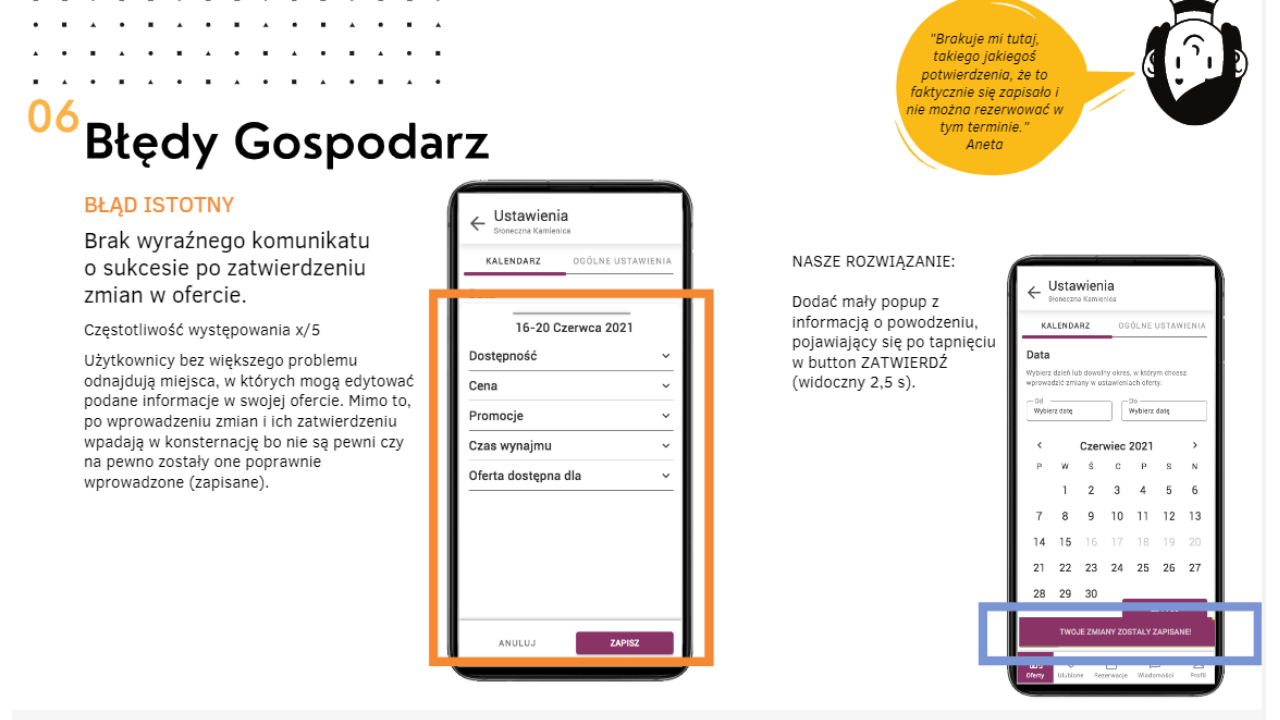 "Brakuje mi tutaj,
takiego jakiegoś
potwierdzenia, że to
faktycznie się zapisało i
nie można rezerwować w
tym terminie."
Aneta
06
Błędy Gospodarz
BŁĄD ISTOTNY
Brak wyraźnego komunikatu
o sukcesie po zatwierdzeniu
zmian w ofercie.
Częstotliwość występowania x/5
Użytkownicy bez większego problemu
odnajdują miejsca, w których mogą edytować
podane informacje w swojej ofercie. Mimo to,
po wprowadzeniu zmian i ich zatwierdzeniu
wpadają w konsternację bo nie są pewni czy
na pewno zostały one poprawnie
wprowadzone (zapisane).
Ustawienia
Słoneczna Kamienica
KALENDARZ OGÓLNE USTAWIENIA
16-20 Czerwca 2021
Dostępność
Cena
Promocje
Czas wynajmu
Oferta dostępna dla
ANULUJ ZAPISZ
NASZE ROZWIĄZANIE:
Dodać mały popup z
informacją o powodzeniu,
pojawiający się po tapnięciu
w button ZATWIERDŹ
(widoczny 2,5 s).
Ustawienia
Słoneczna Kamienica
KALENDARZ OGÓLNE USTAWIENIA
Data
Wybierz dzień lub dowolny okres, w którym chcesz
wprowadzić zmiany w ustawieniach oferty.
Od Do
Wybierz datę Wybierz datę
Czerwiec 2021
P W Ś C P S N
1 2 3 4 5 6
7 8 9 10 11 12 13
14 15 16 17 18 19 20
21 22 23 24 25 26 27
28 29 30
TWOJE ZMIANY ZOSTAŁY ZAPISANE!
Oferty Ulubione Rezerwacje Wiadomości Profil